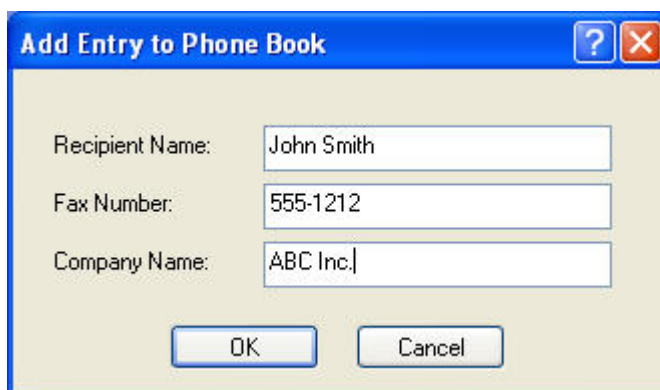 Add Entry to Phone Book
Recipient Name: John Smith
Fax Number: 555-1212
Company Name: ABC Inc.
OK Cancel